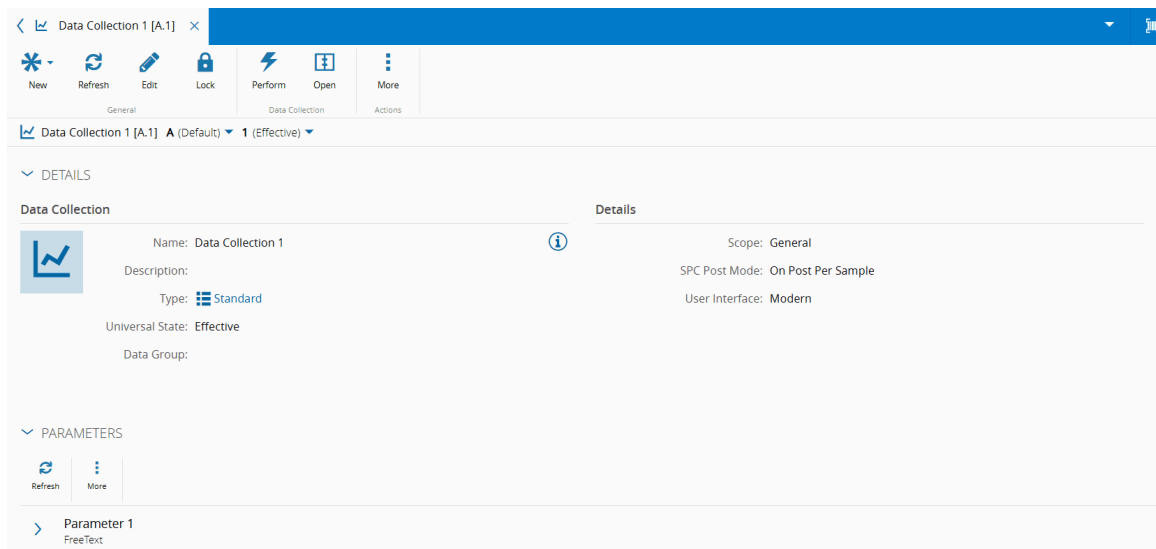 Data Collection 1 [A.1]
New Refresh Edit Lock Perform Open More
General Data Collection Actions
Data Collection 1 [A.1] A (Default) 1 (Effective)
DETAILS
Data Collection
Name: Data Collection 1
Description:
Type: Standard
Universal State: Effective
Data Group:
Details
Scope: General
SPC Post Mode: On Post Per Sample
User Interface: Modern
PARAMETERS
Refresh More
Parameter 1
FreeText